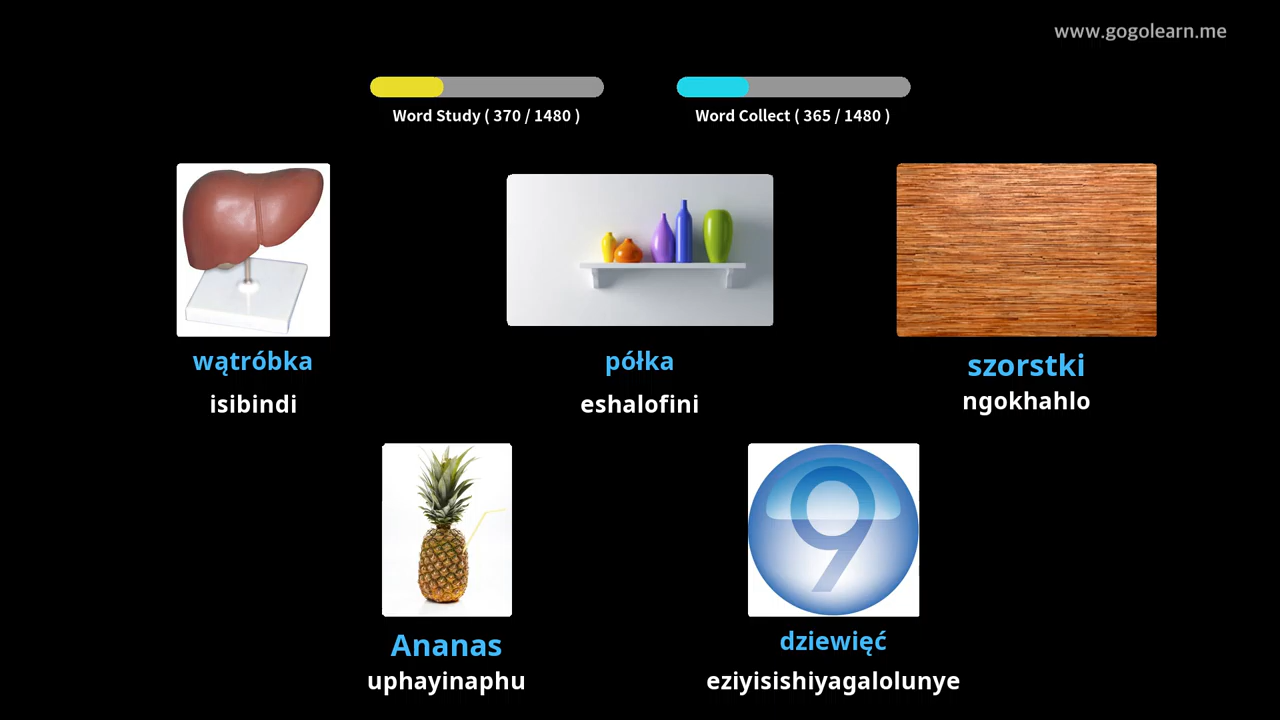 www.gogolearn.me
Word Study ( 370 / 1480 )
Word Collect ( 365 / 1480 )
wątróbka
isibindi
półka
eshalofini
szorstki
ngokhahlo
9
Ananas
uphayinaphu
dziewięć
eziyisishiyagalolunye